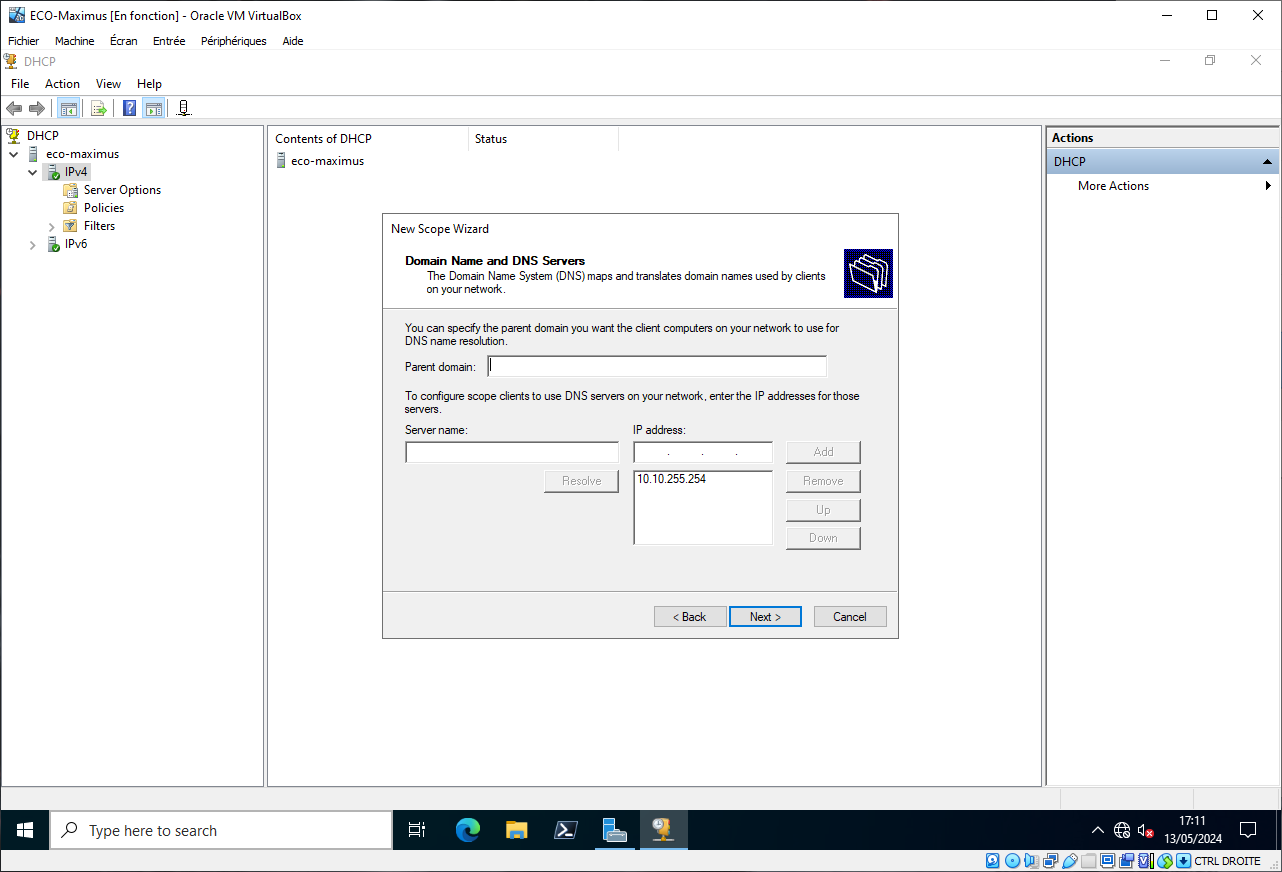 ECO-Maximus [En fonction] - Oracle VM VirtualBox
Fichier Machine Écran Entrée Périphériques Aide
DHCP
File Action View Help
DHCP
eco-maximus
IPv4
Server Options
Policies
Filters
IPv6
Contents of DHCP Status
eco-maximus
Actions
DHCP
More Actions
New Scope Wizard
Domain Name and DNS Servers
The Domain Name System (DNS) maps and translates domain names used by clients
on your network.
You can specify the parent domain you want the client computers on your network to use for
DNS name resolution.
Parent domain:
To configure scope clients to use DNS servers on your network, enter the IP addresses for those
servers.
Server name: IP address:
. . . Add
Resolve 10.10.255.254 Remove
Up
Down
< Back Next > Cancel
Type here to search
17:11
13/05/2024
CTRL DROITE